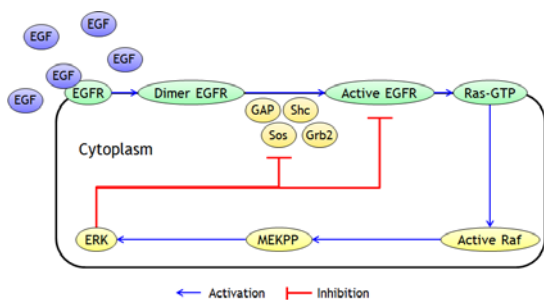 EGF
EGF
EGF
EGF
EGF
EGFR
Dimer EGFR
Active EGFR
Ras-GTP
GAP
Shc
Sos
Grb2
Cytoplasm
ERK
MEKPP
Active Raf
Activation
Inhibition